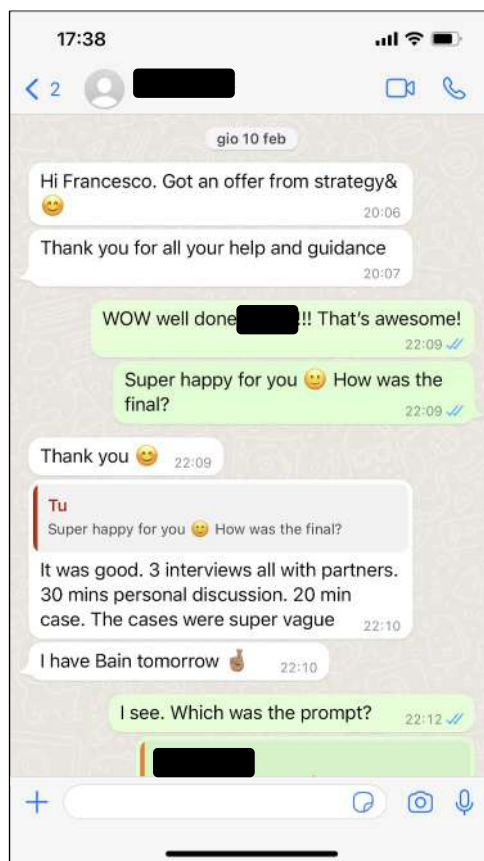 17:38
2
gio 10 feb
Hi Francesco. Got an offer from strategy&
😊
20:06
Thank you for all your help and guidance
20:07
WOW well done !!! That's awesome!
22:09
Super happy for you 🙂 How was the
final?
22:09
Thank you 😊 22:09
Tu
Super happy for you 🙂 How was the final?
It was good. 3 interviews all with partners.
30 mins personal discussion. 20 min
case. The cases were super vague 22:10
I have Bain tomorrow 🤞🏽 22:10
I see. Which was the prompt? 22:12